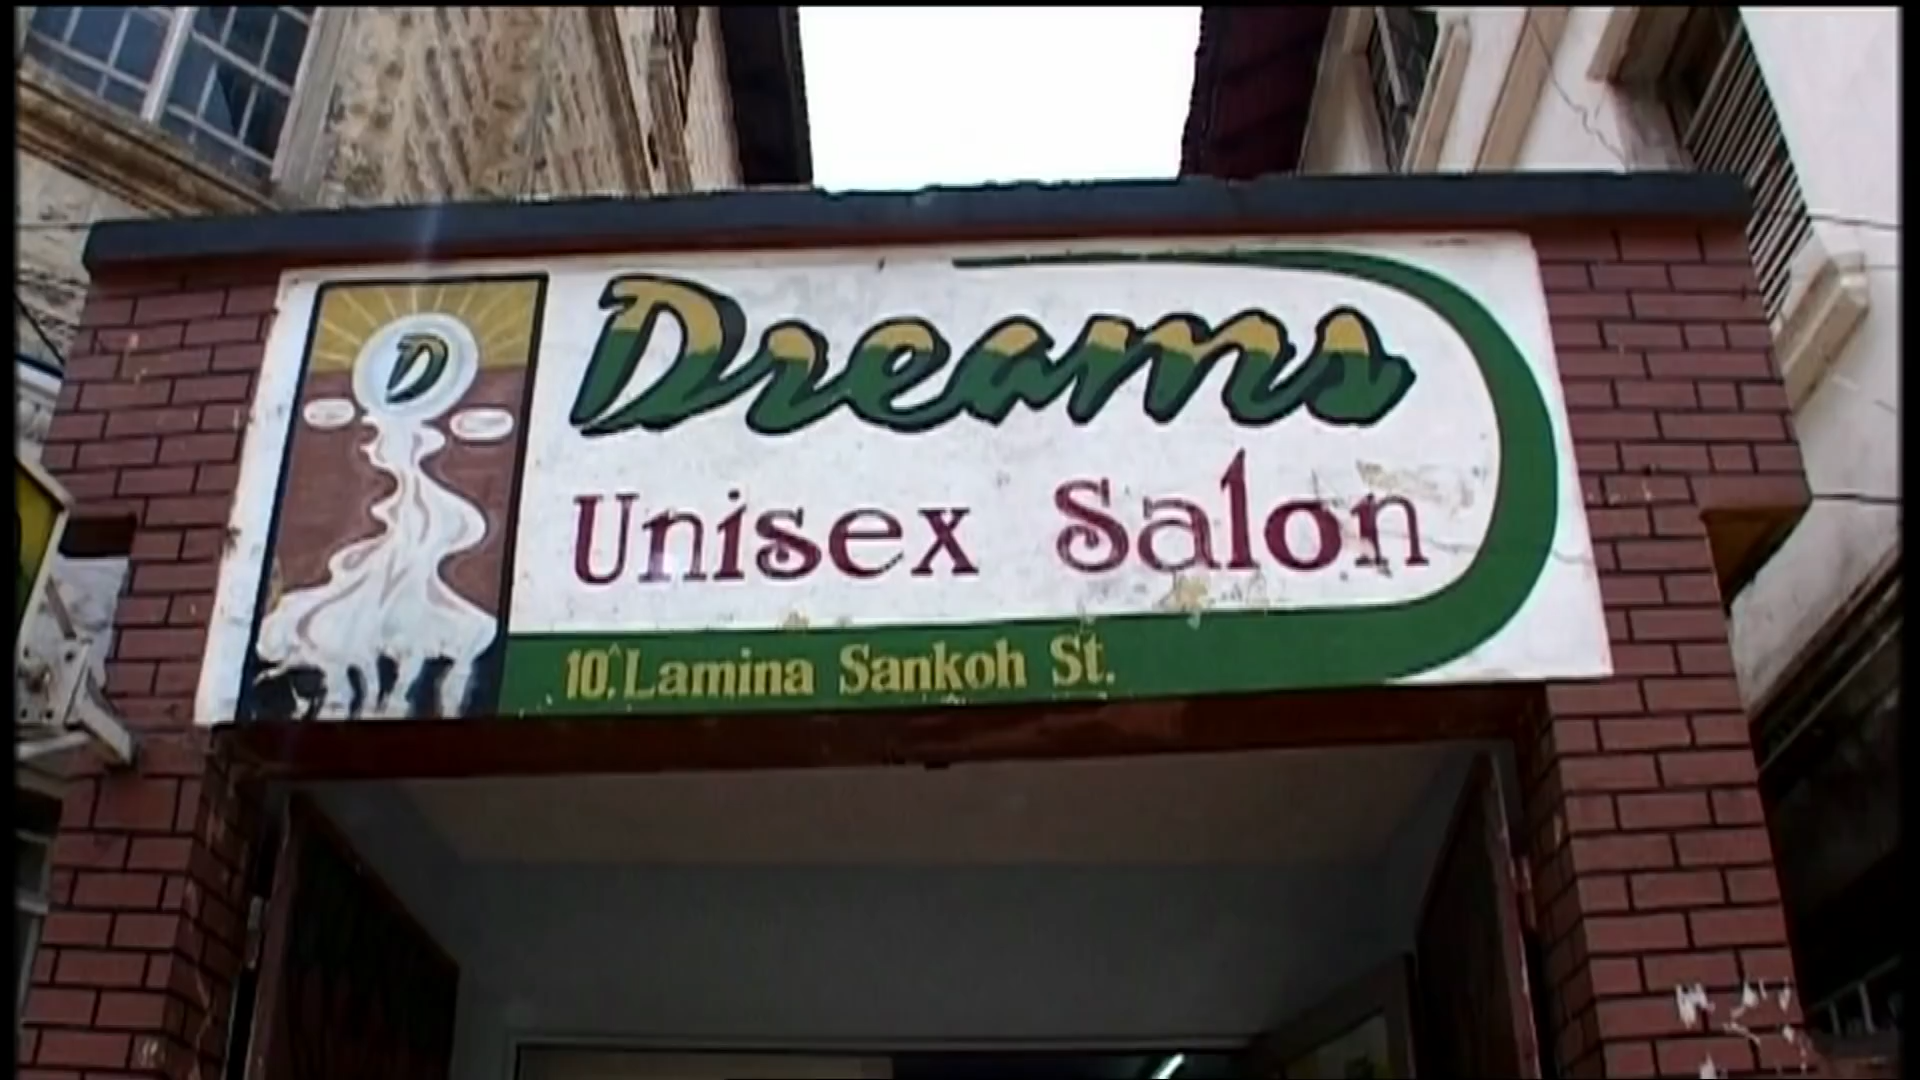 D
Dreams
Unisex Salon
10, Lamina Sankoh St.